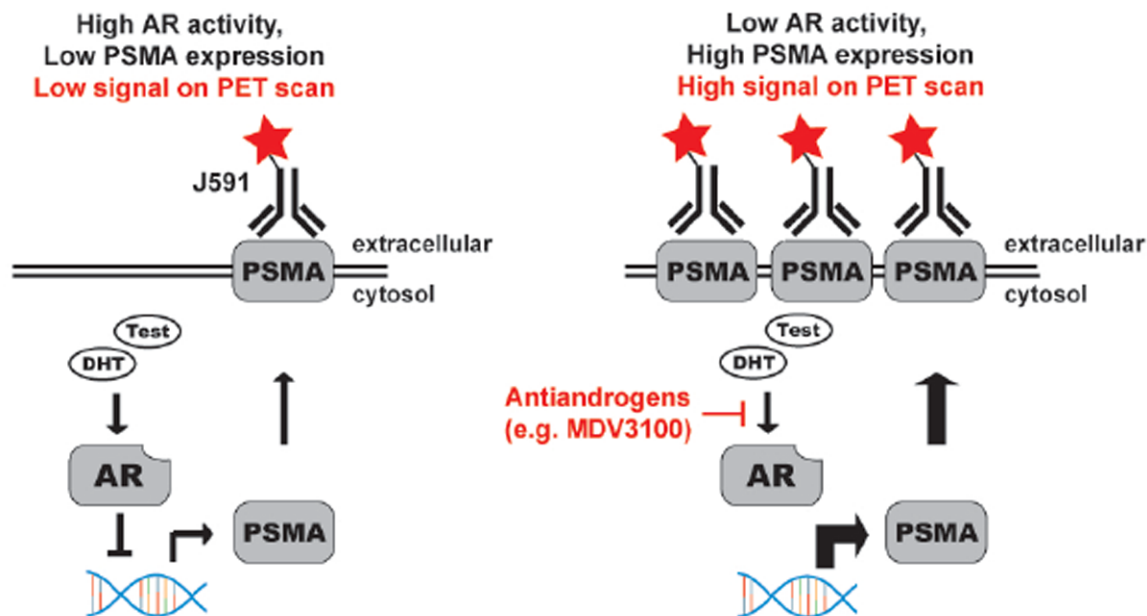 High AR activity,
Low PSMA expression
Low signal on PET scan
J591
PSMA
extracellular
cytosol
Test
DHT
AR
PSMA
Low AR activity,
High PSMA expression
High signal on PET scan
PSMA
PSMA
PSMA
extracellular
cytosol
Test
DHT
Antiandrogens
(e.g. MDV3100)
AR
PSMA